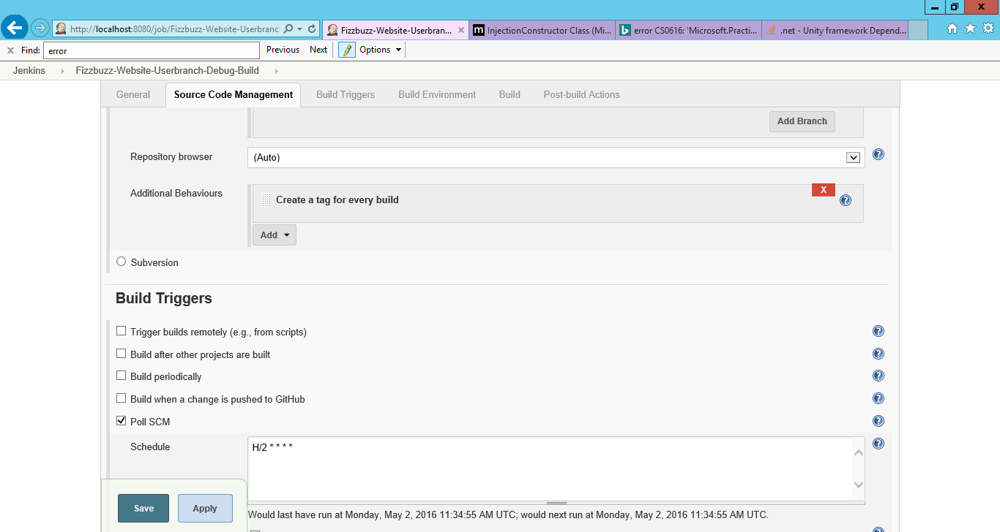 X
http://localhost:8080/job/Fizzbuzz-Website-Userbranc
Fizzbuzz-Website-Userbran... ×
m InjectionConstructor Class (Mi...
error CS0616: 'Microsoft.Practi...
.net - Unity framework Depend...
x Find: error Previous Next Options
Jenkins Fizzbuzz-Website-Userbranch-Debug-Build
General Source Code Management Build Triggers Build Environment Build Post-build Actions
Add Branch
Repository browser (Auto) ?
Additional Behaviours
X
Create a tag for every build ?
Add
Subversion
Build Triggers
Trigger builds remotely (e.g., from scripts) ?
Build after other projects are built ?
Build periodically ?
Build when a change is pushed to GitHub ?
Poll SCM ?
Schedule H/2 * * * * ?
Save Apply
Would last have run at Monday, May 2, 2016 11:34:55 AM UTC; would next run at Monday, May 2, 2016 11:34:55 AM UTC.